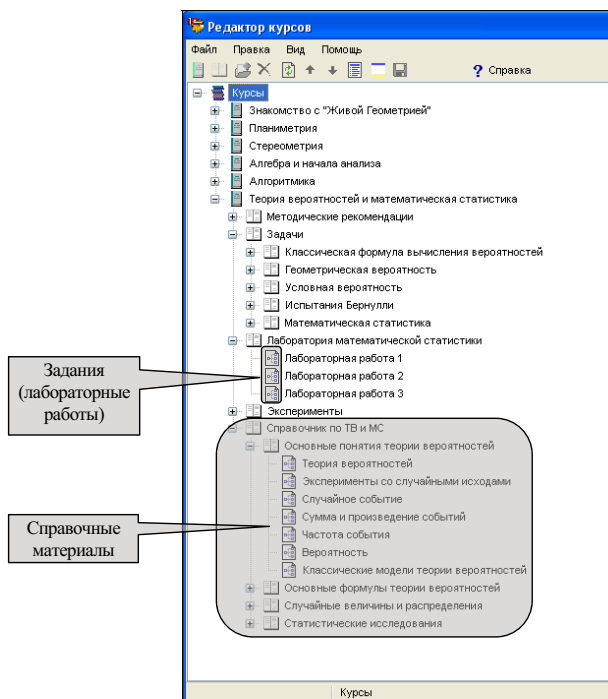 Редактор курсов
Файл Правка Вид Помощь
? Справка
Курсы
Знакомство с "Живой Геометрией"
Планиметрия
Стереометрия
Алгебра и начала анализа
Алгоритмика
Теория вероятностей и математическая статистика
Методические рекомендации
Задачи
Классическая формула вычисления вероятностей
Геометрическая вероятность
Условная вероятность
Испытания Бернулли
Математическая статистика
Лаборатория математической статистики
Лабораторная работа 1
Лабораторная работа 2
Лабораторная работа 3
Эксперименты
Справочник по ТВ и МС
Основные понятия теории вероятностей
Теория вероятностей
Эксперименты со случайными исходами
Случайное событие
Сумма и произведение событий
Частота события
Вероятность
Классические модели теории вероятностей
Основные формулы теории вероятностей
Случайные величины и распределения
Статистические исследования
Курсы
Задания
(лабораторные
работы)
Справочные
материалы